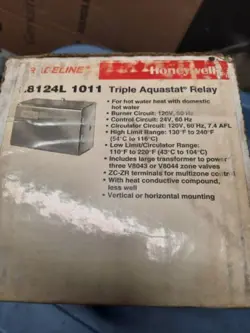 DELINE
Honeywell
8124L 1011 Triple Aquastat® Relay
• For hot water heat with domestic
hot water
• Burner Circuit: 120V, 60 Hz
• Control Circuit: 24V, 60 Hz
• Circulator Circuit: 120V, 60 Hz, 7.4 AFL
• High Limit Range: 130°F to 240°F
(54°C to 116°C)
• Low Limit/Circulator Range:
110°F to 220°F (43°C to 104°C)
• Includes large transformer to power
three V8043 or V8044 zone valves
• ZC-ZR terminals for multizone control
• With heat conductive compound,
less well
• Vertical or horizontal mounting